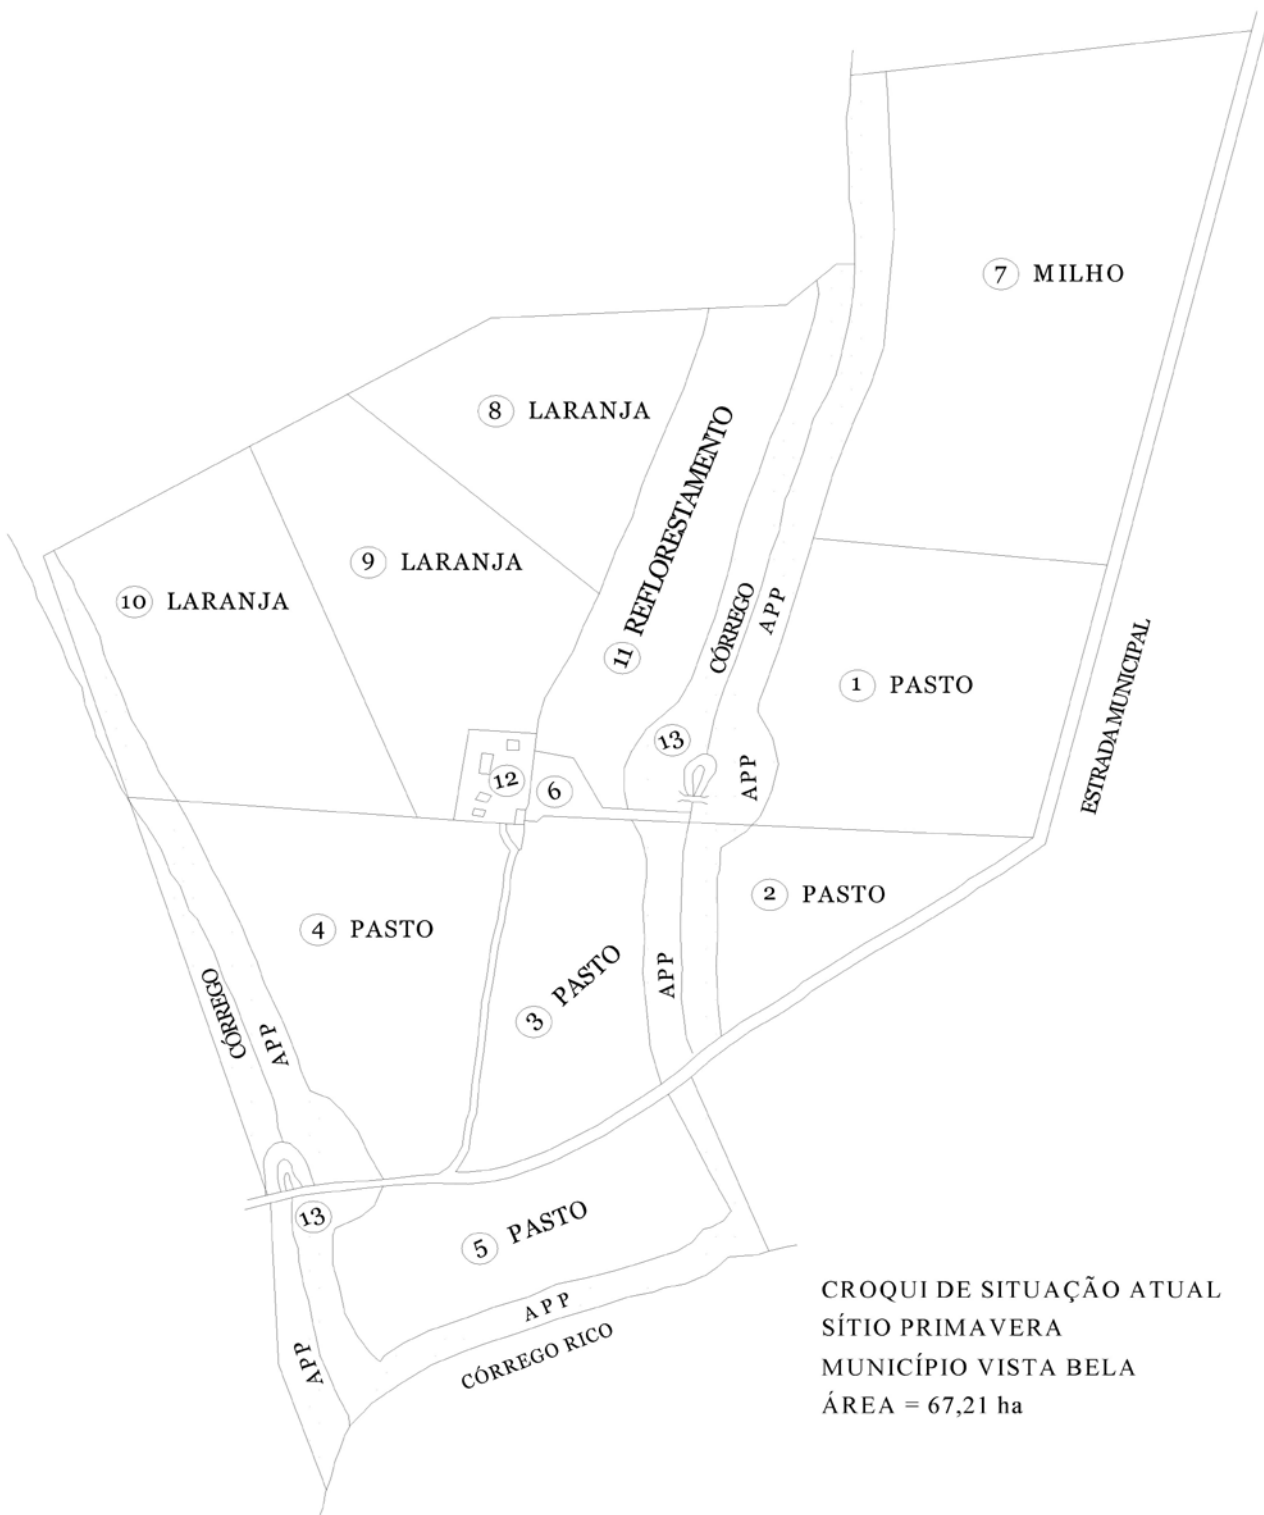 7 MILHO
8 LARANJA
11 REFLORESTAMENTO
9 LARANJA
10 LARANJA
CÓRREGO
APP
1 PASTO
ESTRADA MUNICIPAL
13
APP
12
6
2 PASTO
4 PASTO
3 PASTO
APP
CÓRREGO
APP
13
5 PASTO
APP
CÓRREGO RICO
APP
CROQUI DE SITUAÇÃO ATUAL
SÍTIO PRIMAVERA
MUNICÍPIO VISTA BELA
ÁREA = 67,21 ha